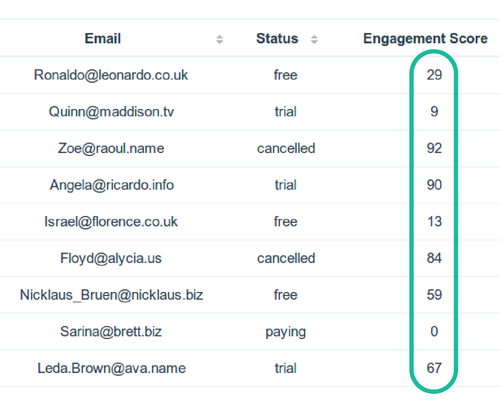 Email Status Engagement Score
Ronaldo@leonardo.co.uk free 29
Quinn@maddison.tv trial 9
Zoe@raoul.name cancelled 92
Angela@ricardo.info trial 90
Israel@florence.co.uk free 13
Floyd@alycia.us cancelled 84
Nicklaus_Bruen@nicklaus.biz free 59
Sarina@brett.biz paying 0
Leda.Brown@ava.name trial 67